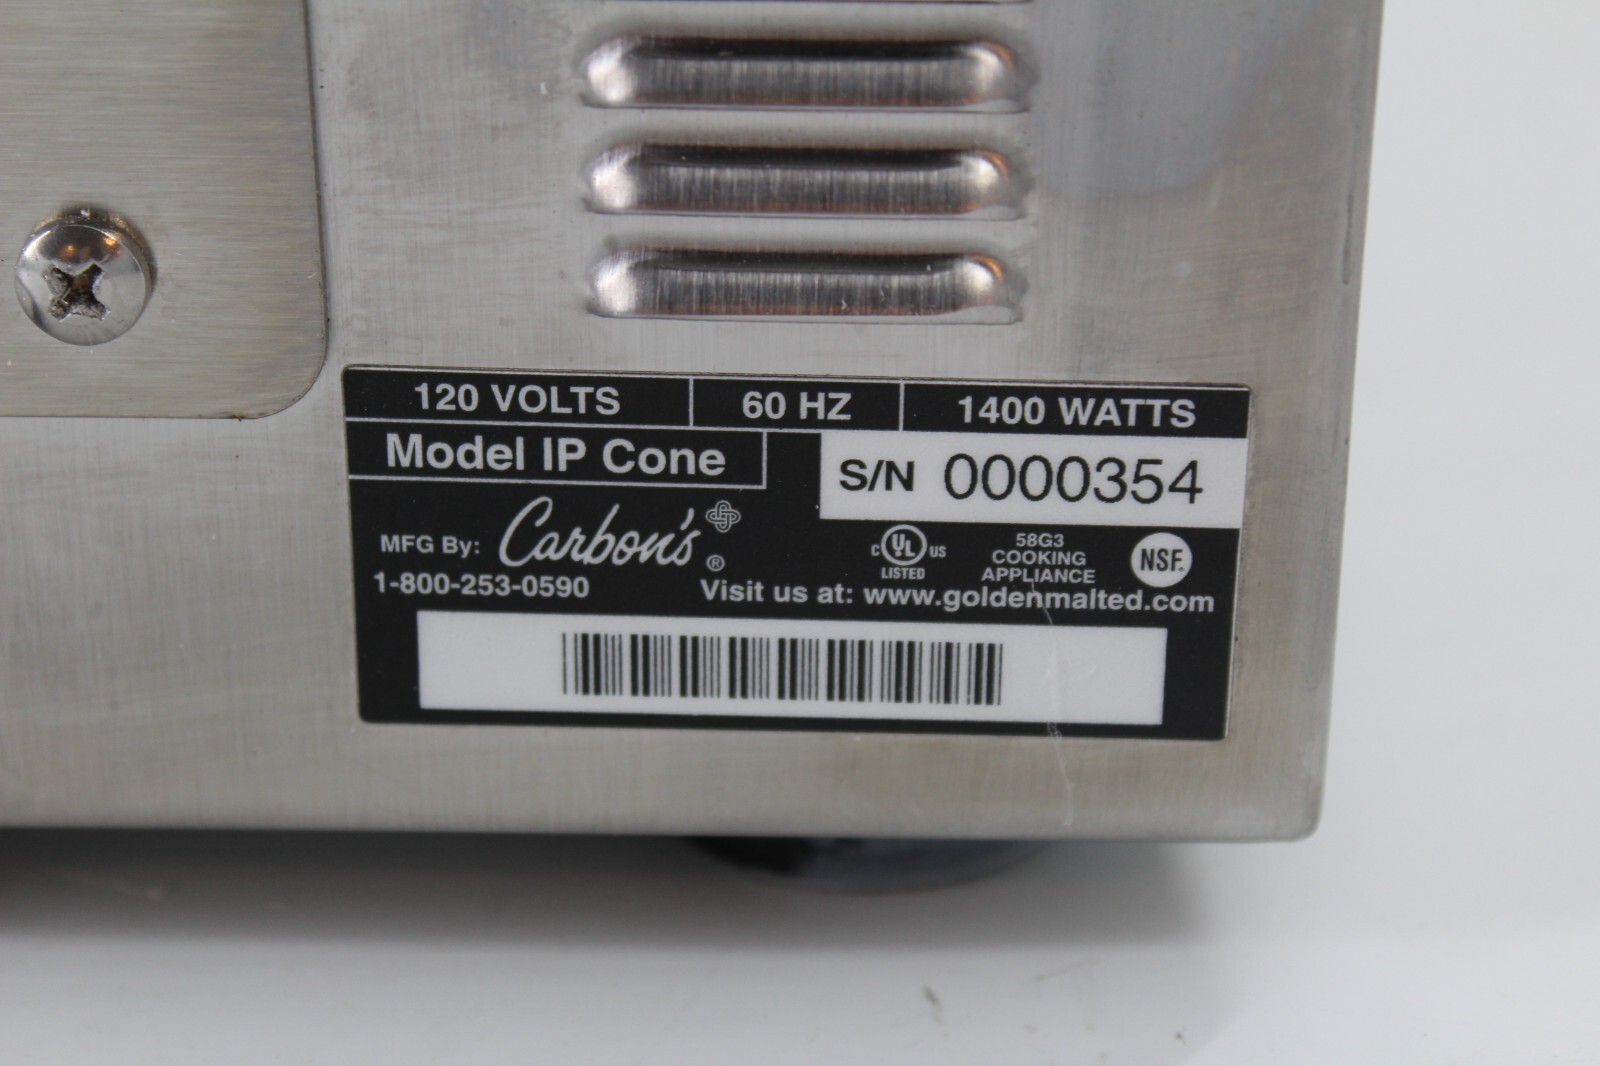 120 VOLTS 60 HZ 1400 WATTS
Model IP Cone
S/N 0000354
MFG By: Carbon's ®
1-800-253-0590
C UL US LISTED
58G3
COOKING
APPLIANCE
NSF.
Visit us at: www.goldenmalted.com